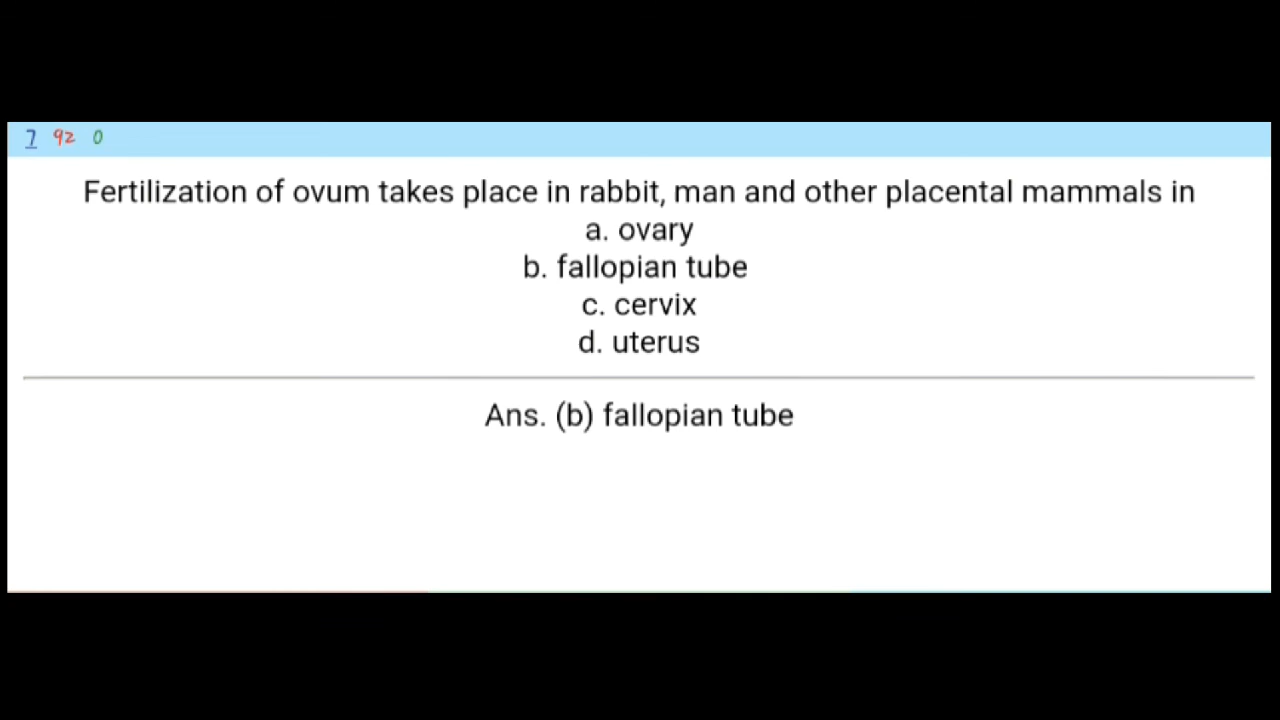 7 92 0
Fertilization of ovum takes place in rabbit, man and other placental mammals in
a. ovary
b. fallopian tube
c. cervix
d. uterus
Ans. (b) fallopian tube